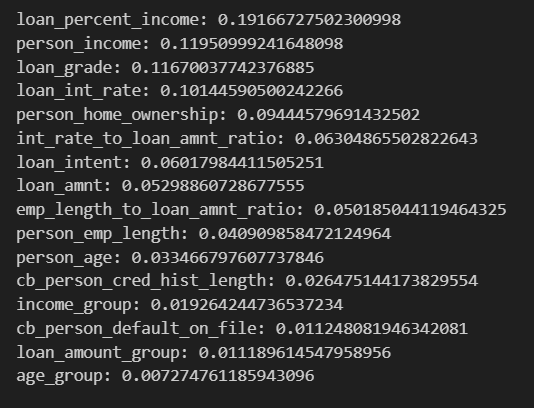 loan_percent_income: 0.19166727502300998
person_income: 0.11950999241648098
loan_grade: 0.11670037742376885
loan_int_rate: 0.10144590500242266
person_home_ownership: 0.09444579691432502
int_rate_to_loan_amnt_ratio: 0.06304865502822643
loan_intent: 0.06017984411505251
loan_amnt: 0.05298860728677555
emp_length_to_loan_amnt_ratio: 0.050185044119464325
person_emp_length: 0.040909858472124964
person_age: 0.033466797607737846
cb_person_cred_hist_length: 0.026475144173829554
income_group: 0.019264244736537234
cb_person_default_on_file: 0.011248081946342081
loan_amount_group: 0.011189614547958956
age_group: 0.007274761185943096